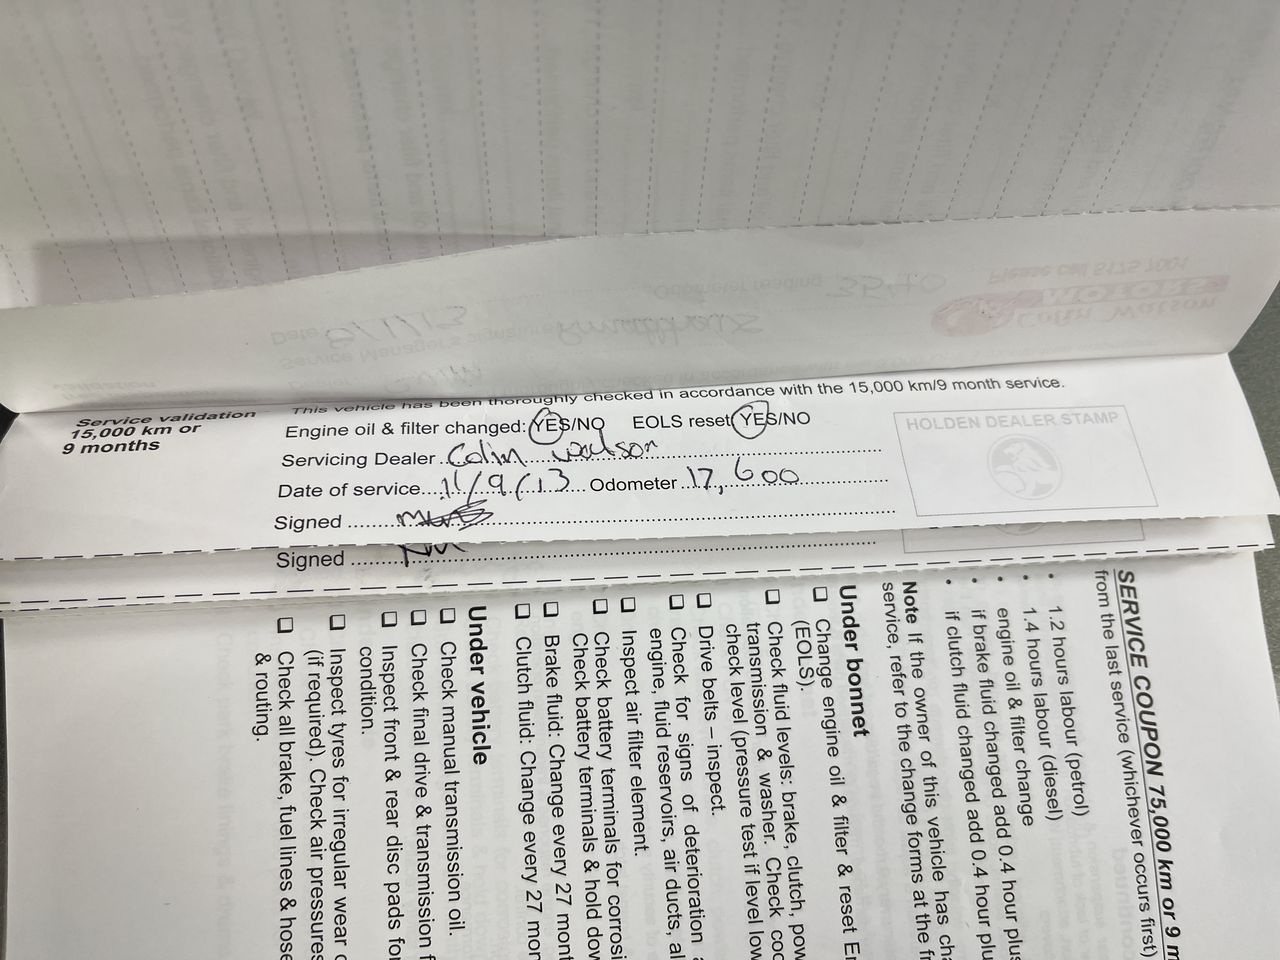 Service validation
15,000 km or
9 months
This vehicle has been thoroughly checked in accordance with the 15,000 km/9 month service.
Engine oil & filter changed: YES/NO EOLS reset YES/NO
Servicing Dealer Colin Watson
Date of service 11/9/13 Odometer 17,600
Signed
HOLDEN DEALER STAMP
Signed
SERVICE COUPON 75,000 km or 9 m
from the last service (whichever occurs first)
• 1.2 hours labour (petrol)
• 1.4 hours labour (diesel)
engine oil & filter change
• if brake fluid changed add 0.4 hour plus
• if clutch fluid changed add 0.4 hour plu
Note If the owner of this vehicle has cha
service, refer to the change forms at the fr
Under bonnet
❑ Change engine oil & filter & reset En
(EOLS).
❑ Check fluid levels: brake, clutch, pow
transmission & washer. Check coo
check level (pressure test if level low
❑ Drive belts – inspect.
❑ Check for signs of deterioration a
engine, fluid reservoirs, air ducts, al
❑ Inspect air filter element.
❑ Check battery terminals for corrosi
Check battery terminals & hold dow
❑ Brake fluid: Change every 27 mont
❑ Clutch fluid: Change every 27 mon
Under vehicle
❑ Check manual transmission oil.
❑ Check final drive & transmission f
❑ Inspect front & rear disc pads for
condition.
❑ Inspect tyres for irregular wear o
(if required). Check air pressures
❑ Check all brake, fuel lines & hose
& routing.